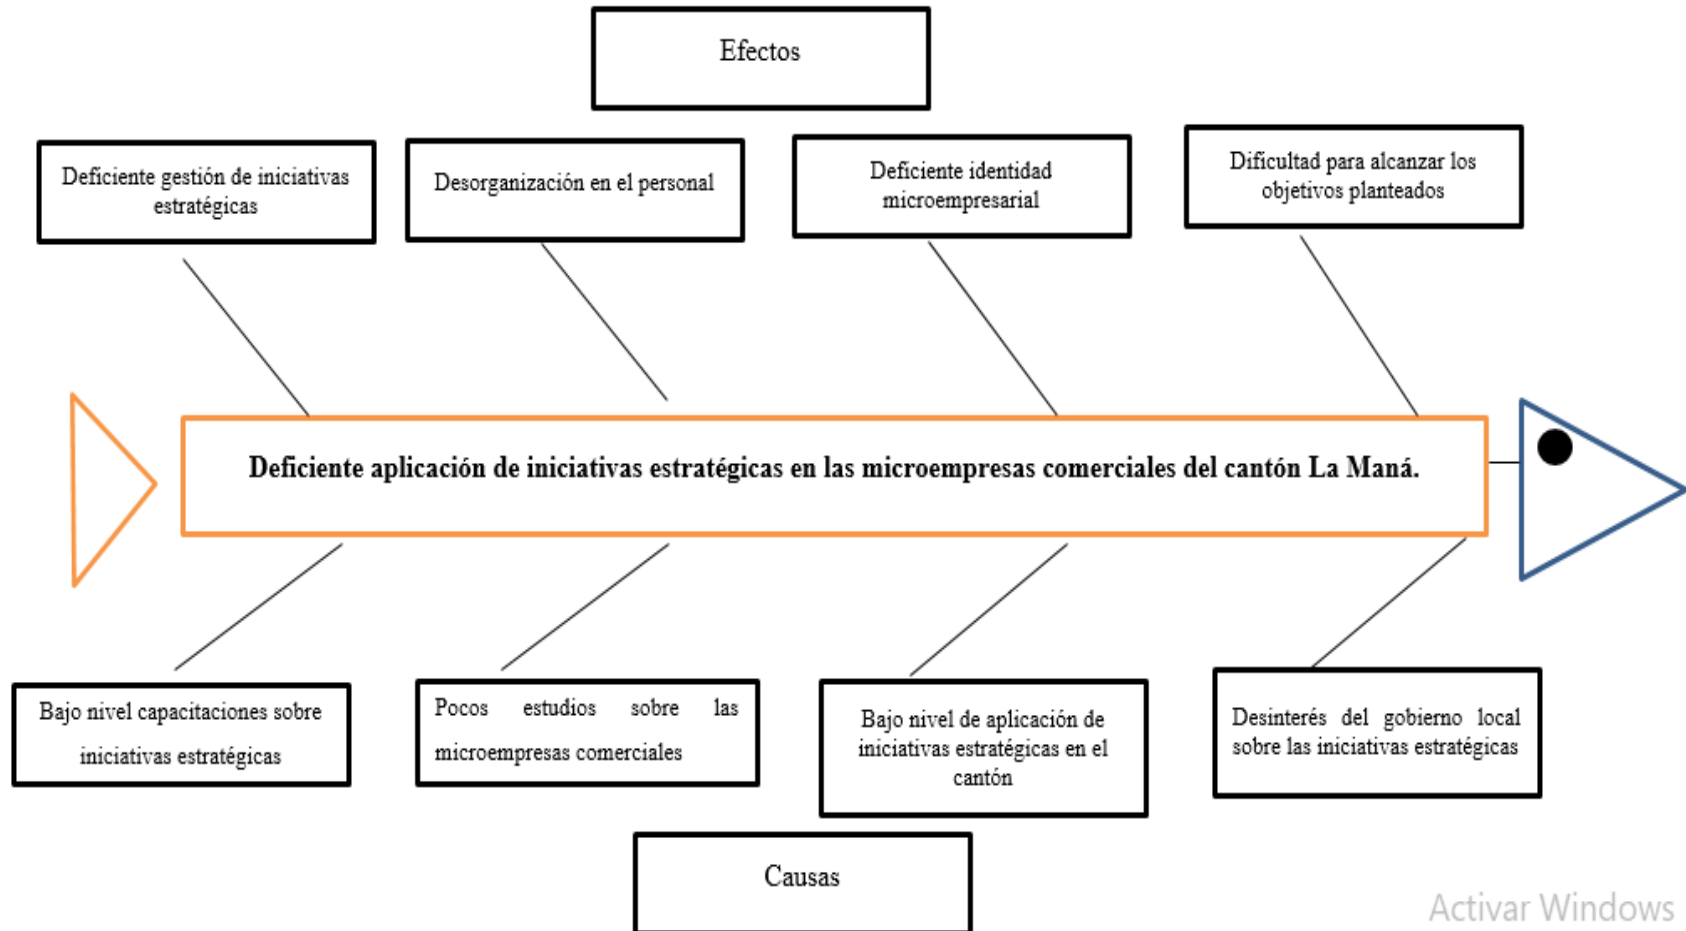 Efectos
Deficiente gestión de iniciativas
estratégicas
Desorganización en el personal
Deficiente identidad
microempresarial
Dificultad para alcanzar los
objetivos planteados
Deficiente aplicación de iniciativas estratégicas en las microempresas comerciales del cantón La Maná.
Bajo nivel capacitaciones sobre
iniciativas estratégicas
Pocos estudios sobre las
microempresas comerciales
Bajo nivel de aplicación de
iniciativas estratégicas en el
cantón
Desinterés del gobierno local
sobre las iniciativas estratégicas
Causas
Activar Windows